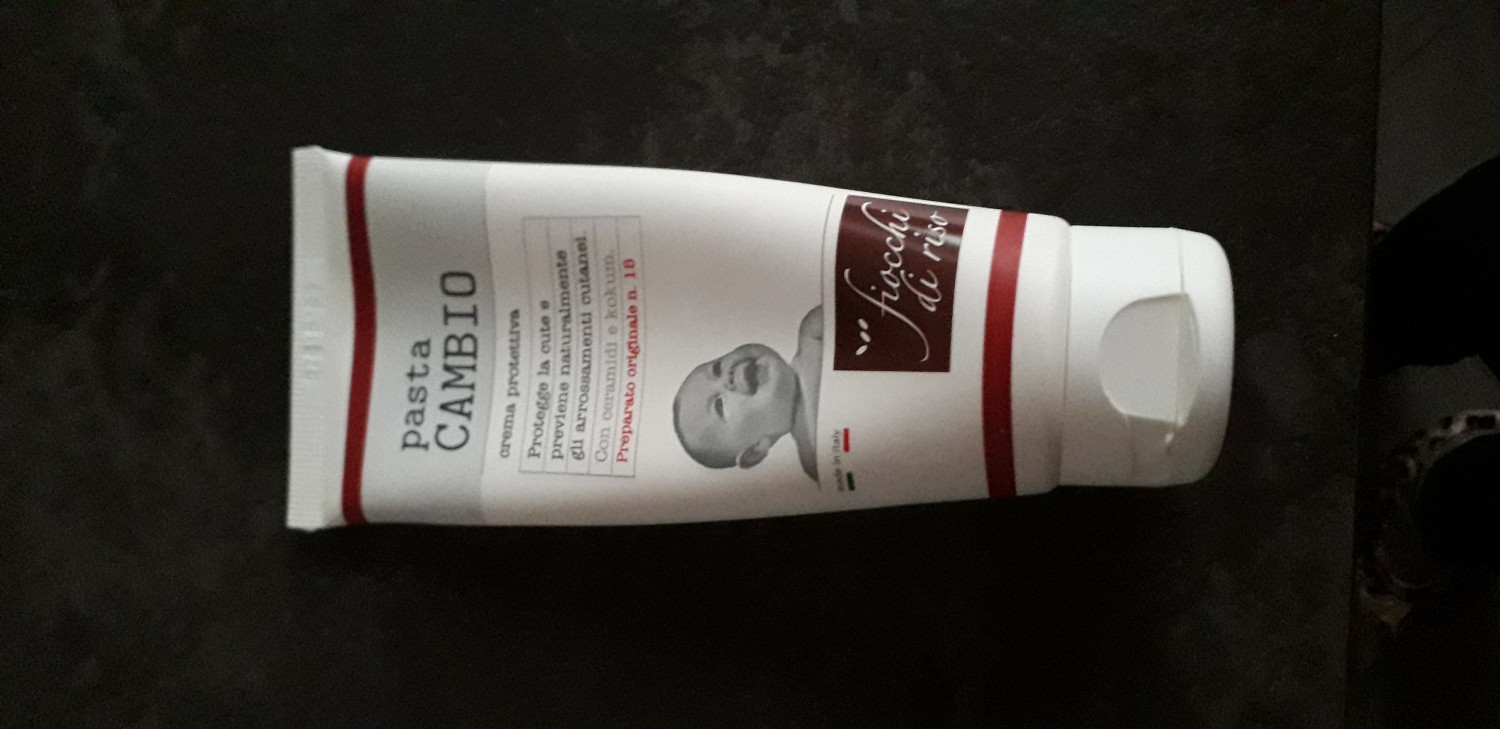 pasta
CAMBIO
crema protettiva
Protegge la cute e
previene naturalmente
gli arrossamenti cutanei.
Con ceramidi e kokum.
Preparato originale n. 18
made in Italy
fiocchi
di riso